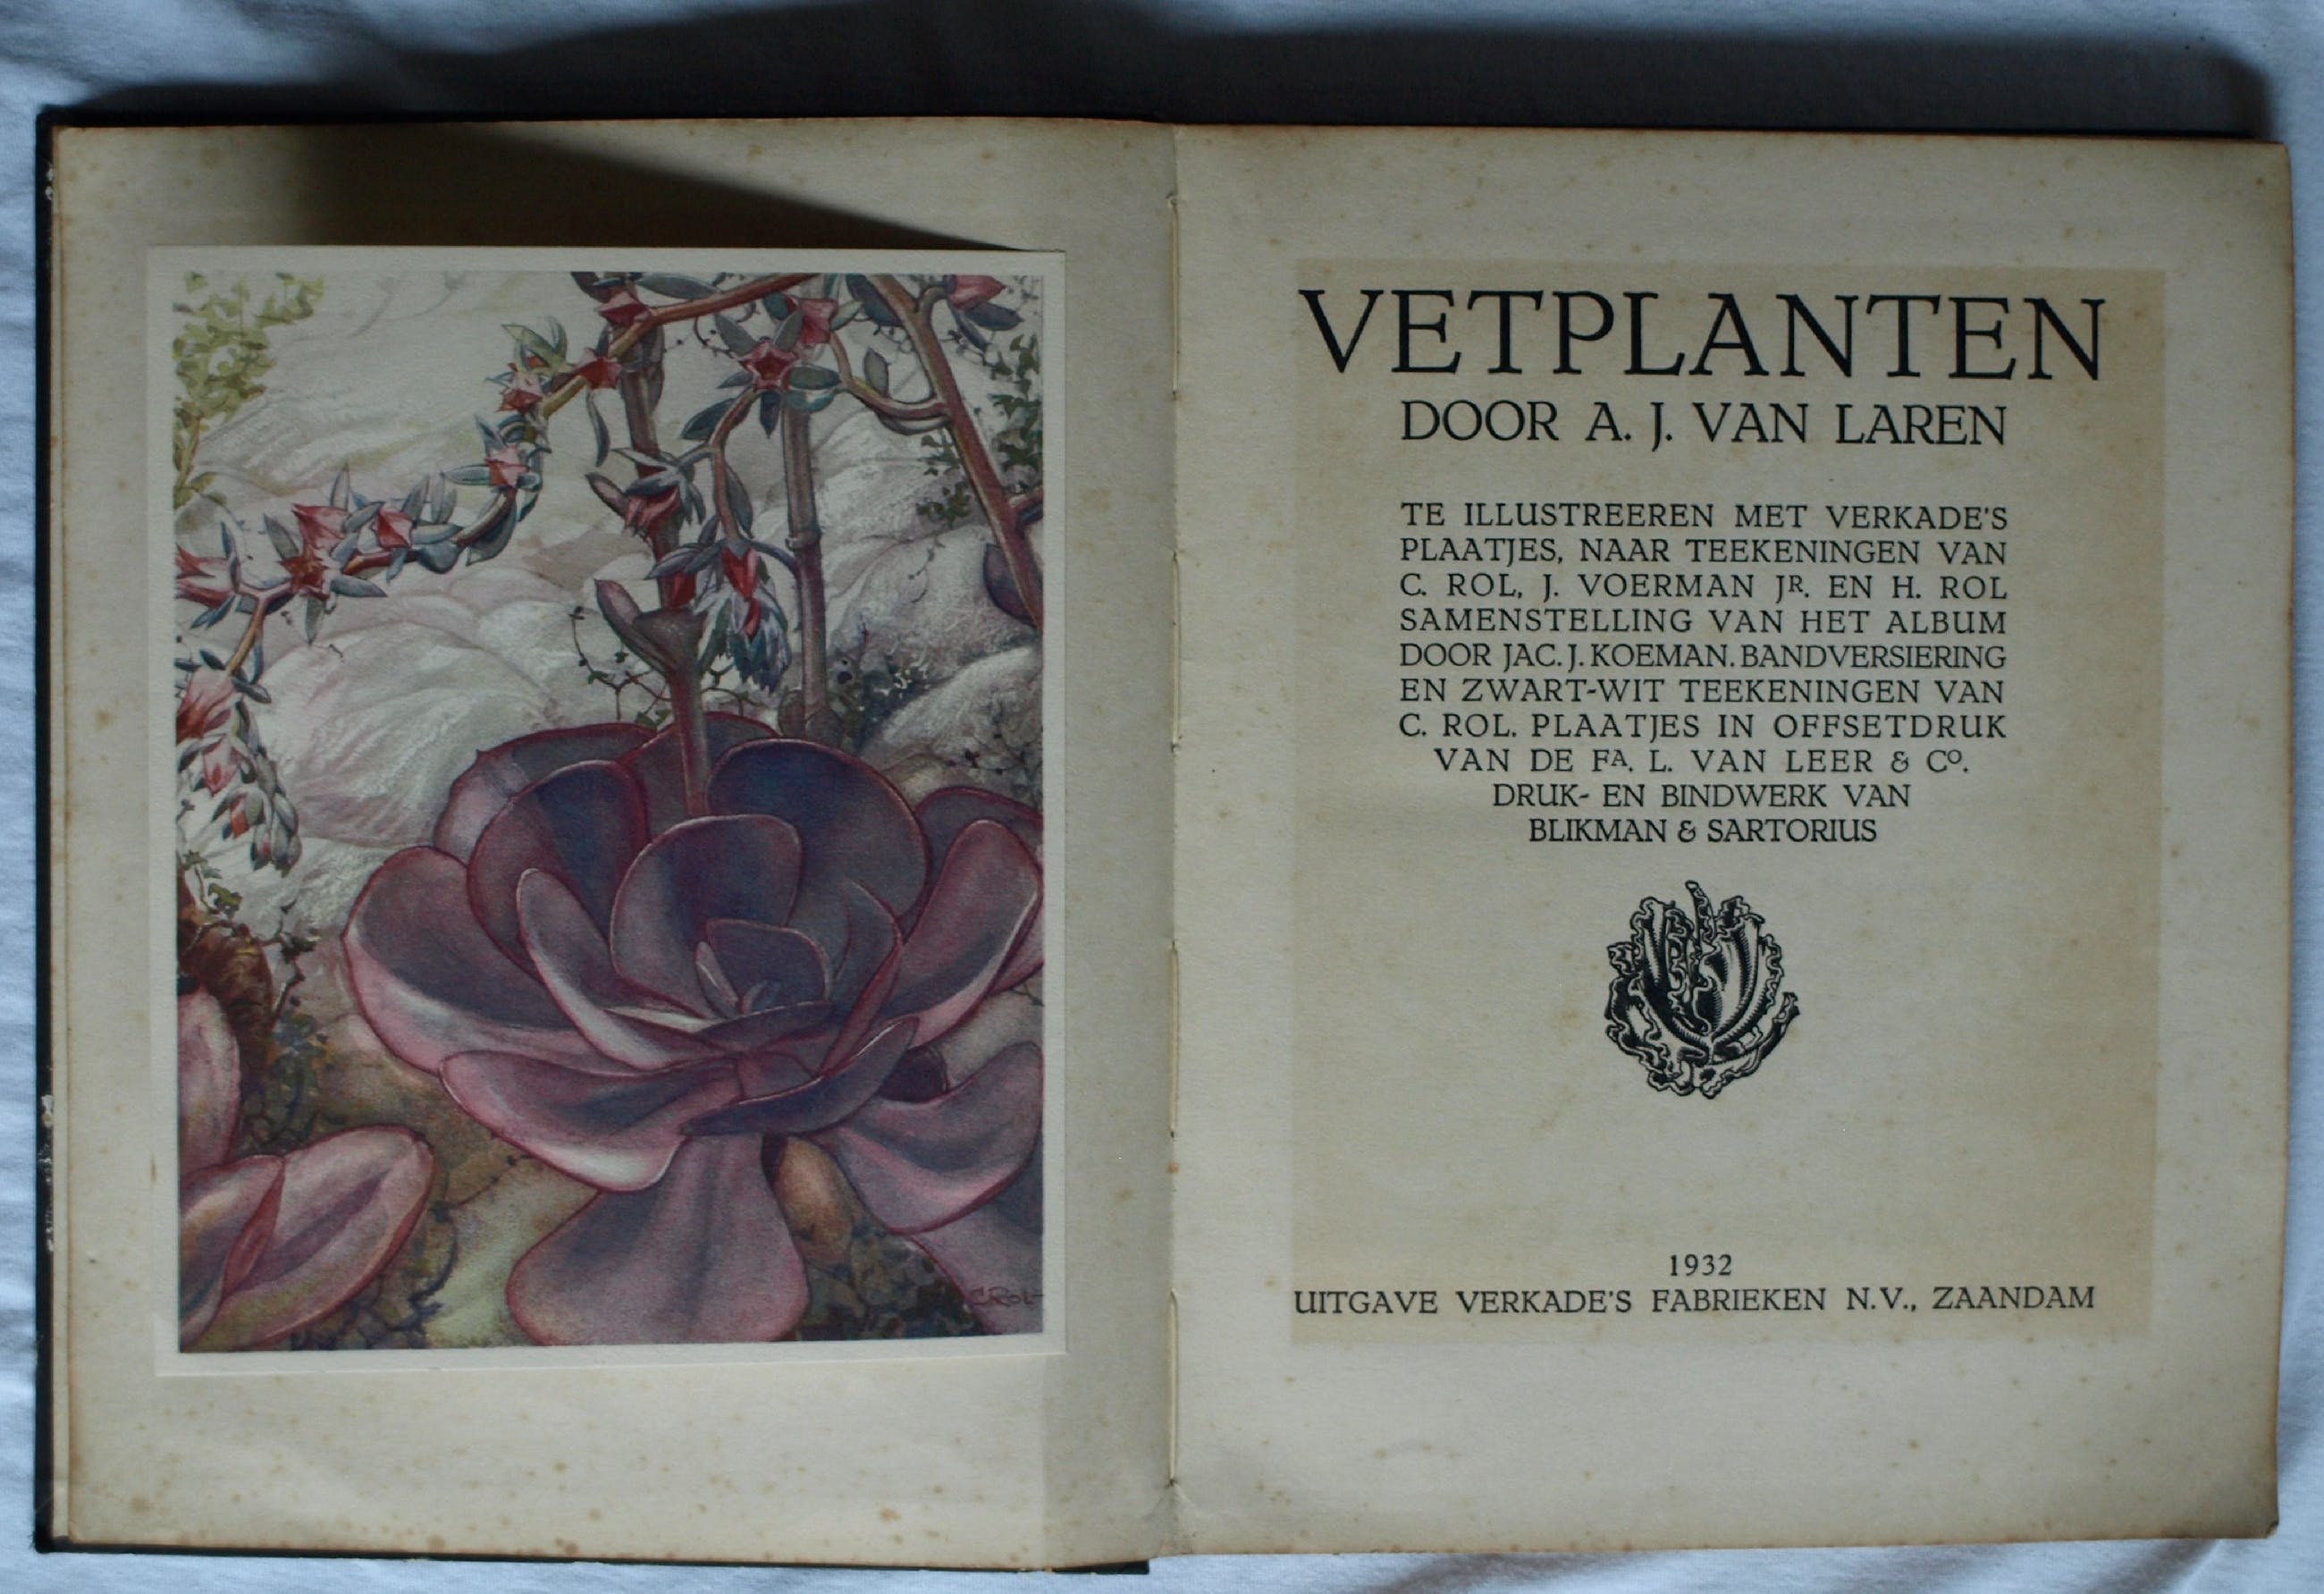 C. ROL
VETPLANTEN
DOOR A. J. VAN LAREN
TE ILLUSTREEREN MET VERKADE'S
PLAATJES, NAAR TEEKENINGEN VAN
C. ROL, J. VOERMAN JR. EN H. ROL
SAMENSTELLING VAN HET ALBUM
DOOR JAC. J. KOEMAN. BANDVERSIERING
EN ZWART-WIT TEEKENINGEN VAN
C. ROL. PLAATJES IN OFFSETDRUK
VAN DE FA. L. VAN LEER & CO.
DRUK- EN BINDWERK VAN
BLIKMAN & SARTORIUS
1932
UITGAVE VERKADE'S FABRIEKEN N.V., ZAANDAM